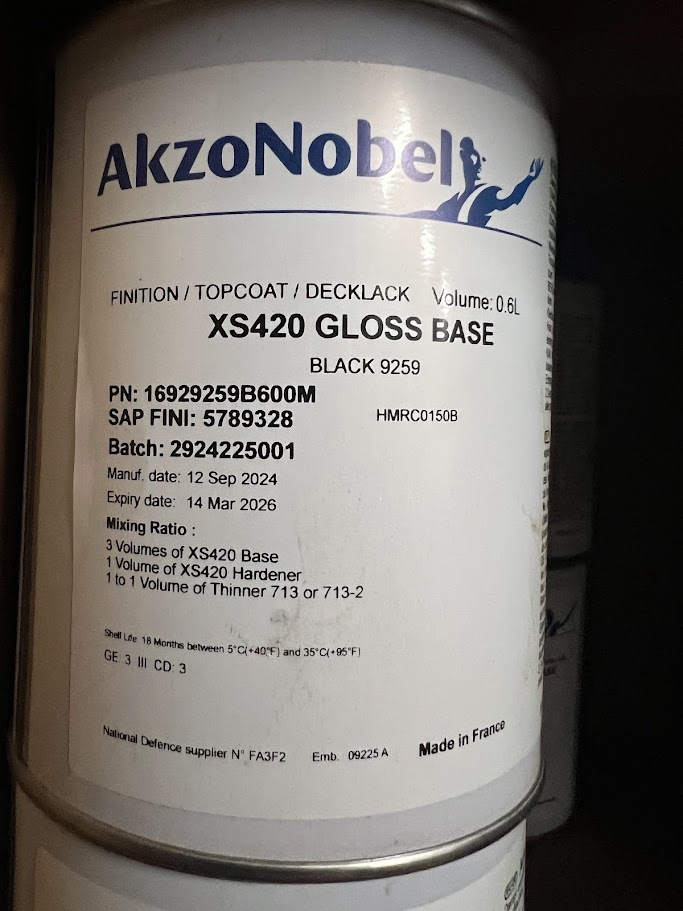 AkzoNobel
FINITION / TOPCOAT / DECKLACK Volume: 0.6L
XS420 GLOSS BASE
BLACK 9259
PN: 16929259B600M
SAP FINI: 5789328 HMRC0150B
Batch: 2924225001
Manuf. date: 12 Sep 2024
Expiry date: 14 Mar 2026
Mixing Ratio :
3 Volumes of XS420 Base
1 Volume of XS420 Hardener
1 to 1 Volume of Thinner 713 or 713-2
Shelf Life 18 Months between 5°C(+40°F) and 35°C(+95°F)
GE: 3 III CD: 3
National Defence supplier N° FA3F2 Emb. 09225 A Made in France